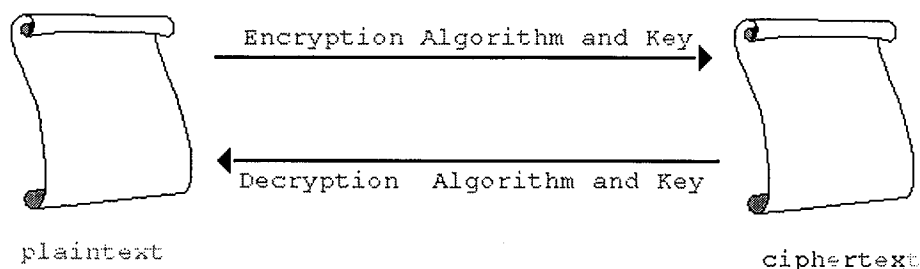 Encryption Algorithm and Key
Decryption Algorithm and Key
plaintext
ciphertext